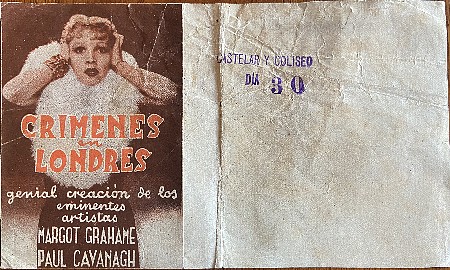 CRIMENES
en
LONDRES
genial creación de los
eminentes
artistas
MARGOT GRAHAME
PAUL CAVANAGH
CASTELAR Y COLISEO
DIA 30